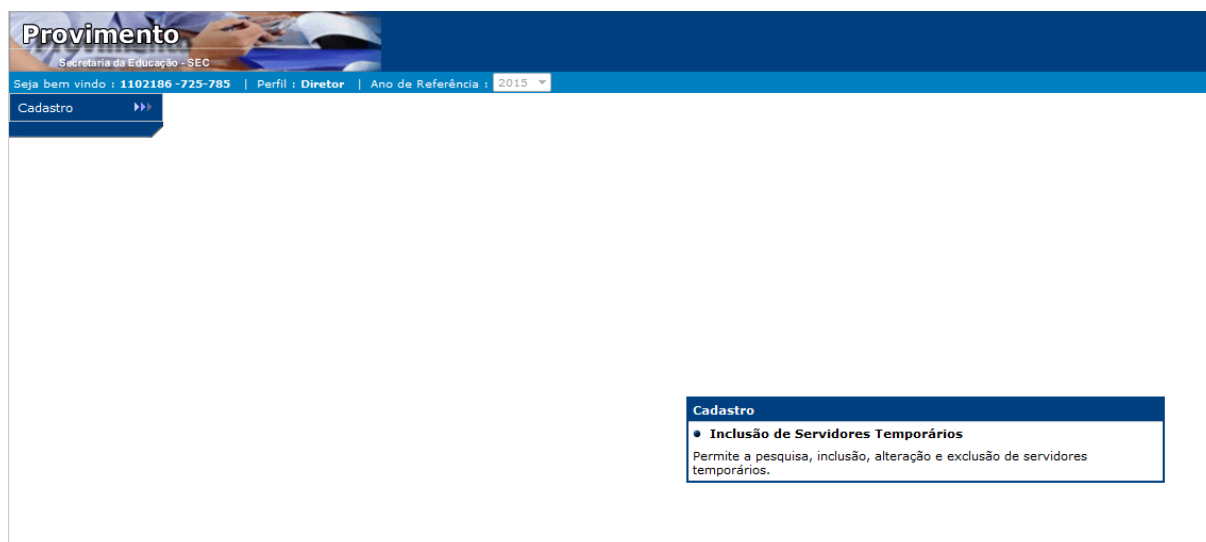 Provimento
Secretaria da Educação - SEC
Seja bem vindo : 1102186 -725-785 | Perfil : Diretor | Ano de Referência : 2015
Cadastro
Cadastro
Inclusão de Servidores Temporários
Permite a pesquisa, inclusão, alteração e exclusão de servidores
temporários.